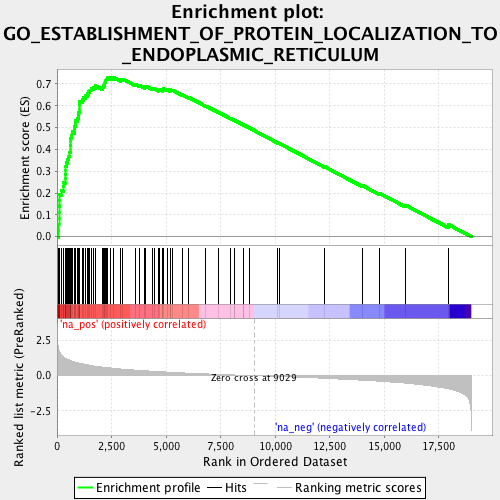 Enrichment plot:
GO_ESTABLISHMENT_OF_PROTEIN_LOCALIZATION_TO
_ENDOPLASMIC_RETICULUM
Enrichment score (ES)
0.7
0.6
0.5
0.4
0.3
0.2
0.1
0.0
'na_pos' (positively correlated)
Ranked list metric (PreRanked)
2.5
0.0
-2.5
Zero cross at 9029
'na_neg' (negatively correlated)
0 2,500 5,000 7,500 10,000 12,500 15,000 17,500
Rank in Ordered Dataset
Enrichment profile Hits Ranking metric scores